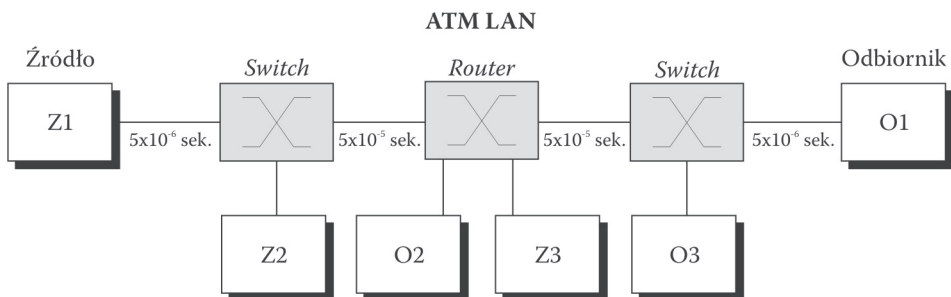 ATM LAN
Źródło
Switch
Router
Switch
Odbiornik
Z1
5x10⁻⁶ sek.
5x10⁻⁵ sek.
5x10⁻⁵ sek.
5x10⁻⁶ sek.
O1
Z2
O2
Z3
O3